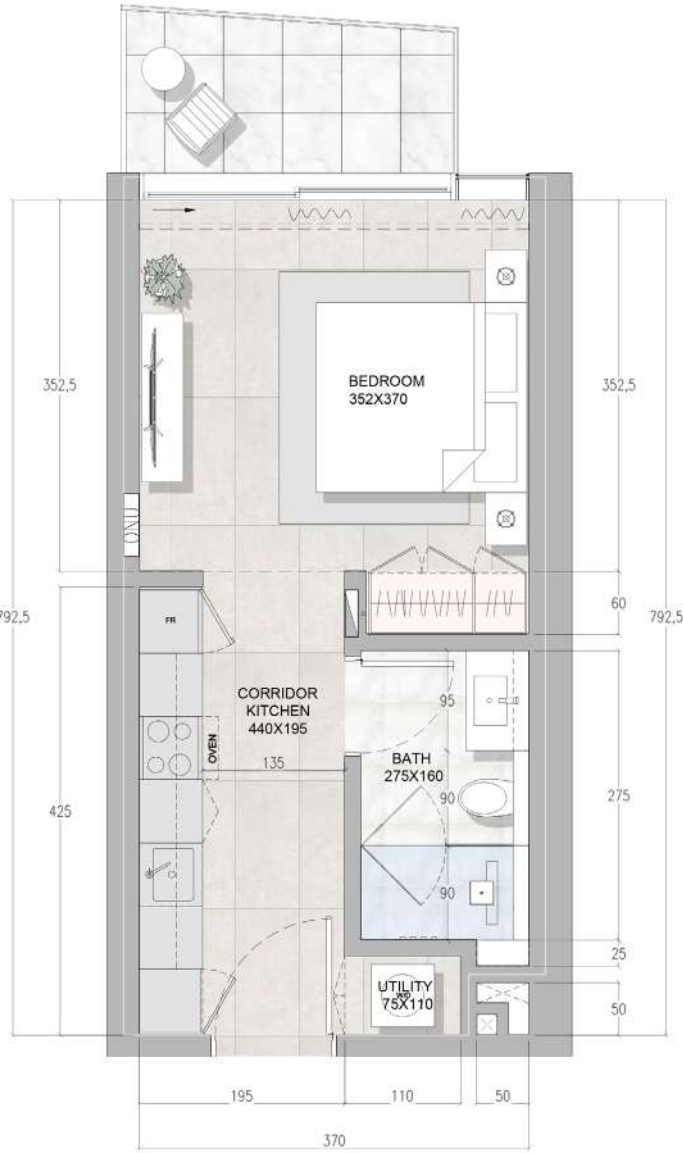 352,5
BEDROOM
352X370
352,5
ONU
60
792,5
792,5
FR
CORRIDOR
KITCHEN
440X195
OVEN
135
95
BATH
275X160
90
275
425
90
25
UTILITY
75X110
W/D
50
195
110
50
370